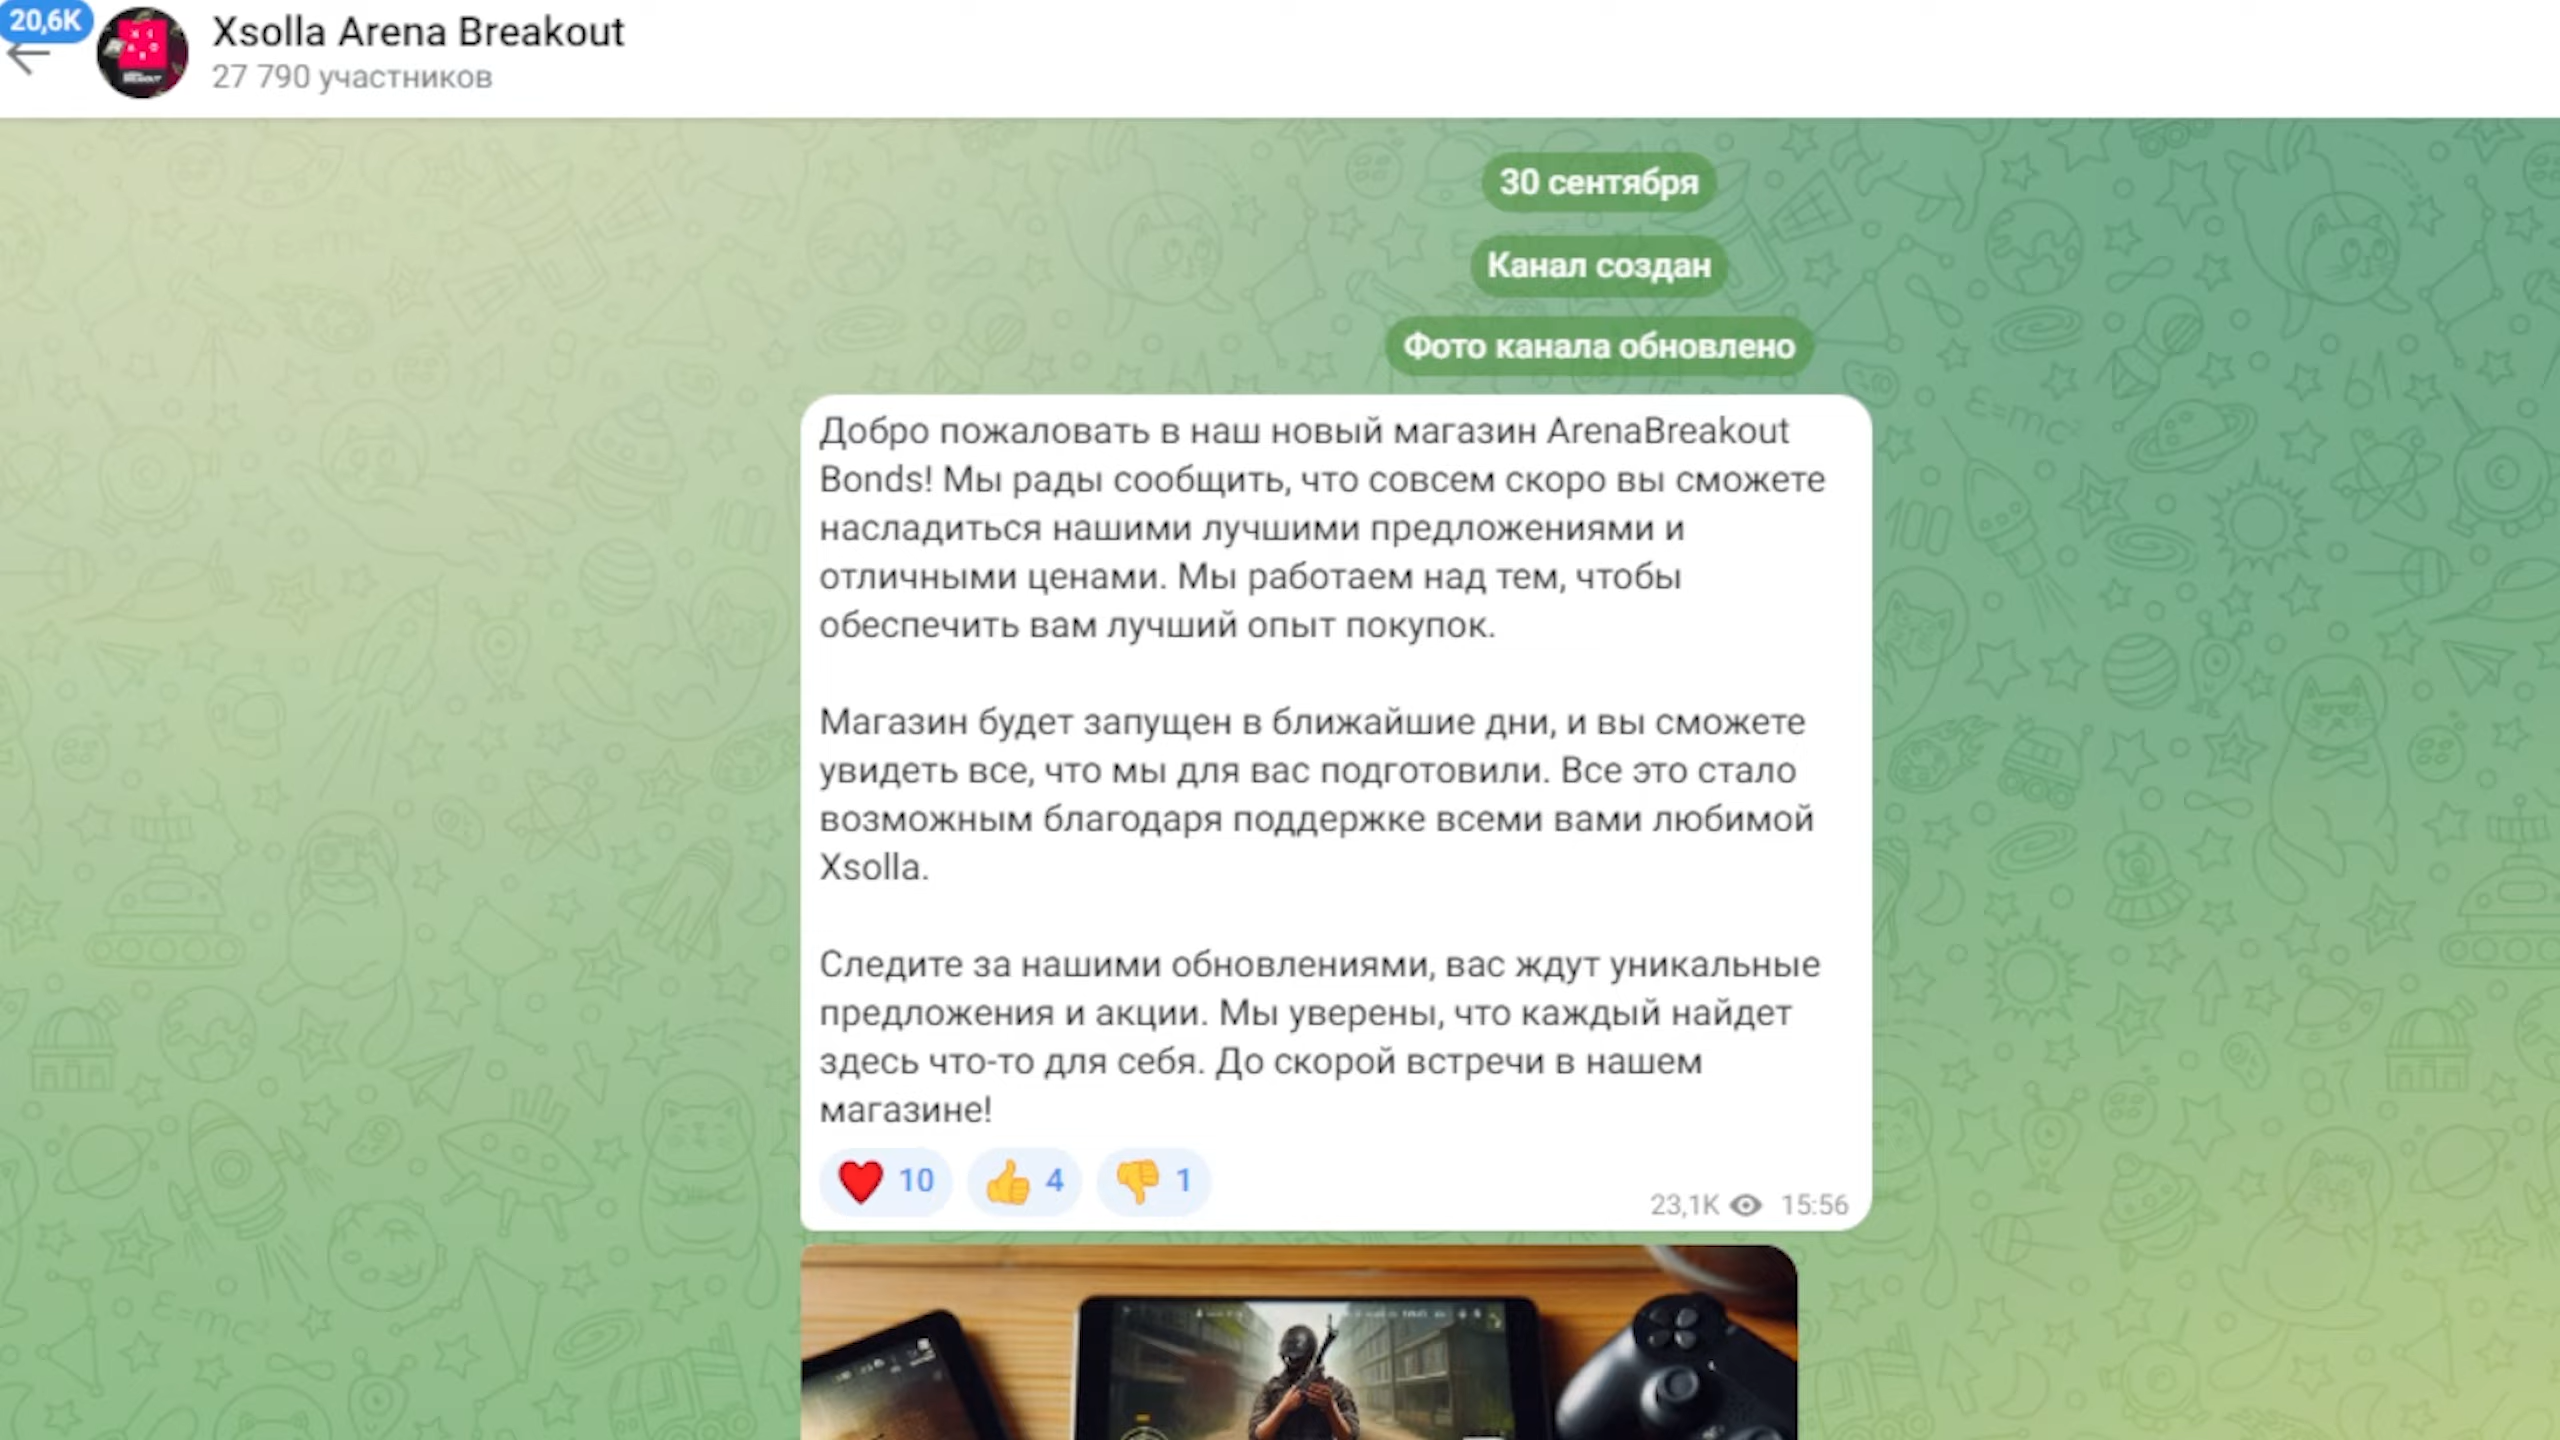 20,6K
Xsolla Arena Breakout
27 790 участников
30 сентября
Канал создан
Фото канала обновлено
Добро пожаловать в наш новый магазин ArenaBreakout
Bonds! Мы рады сообщить, что совсем скоро вы сможете
насладиться нашими лучшими предложениями и
отличными ценами. Мы работаем над тем, чтобы
обеспечить вам лучший опыт покупок.
Магазин будет запущен в ближайшие дни, и вы сможете
увидеть все, что мы для вас подготовили. Все это стало
возможным благодаря поддержке всеми вами любимой
Xsolla.
Следите за нашими обновлениями, вас ждут уникальные
предложения и акции. Мы уверены, что каждый найдет
здесь что-то для себя. До скорой встречи в нашем
магазине!
10 4 1
23,1K 15:56